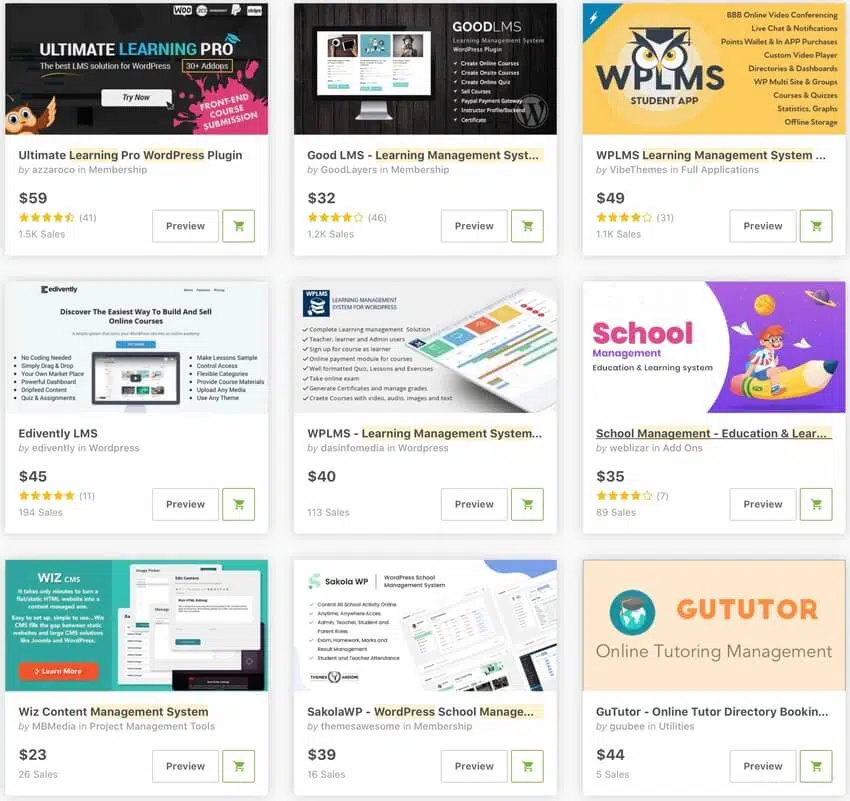 WOO
PayPal
stripe
ULTIMATE LEARNING PRO
The best LMS solution for WordPress
30+ Addops
Try Now
FRONT-END
COURSE
SUBMISSION
Ultimate Learning Pro WordPress Plugin
by azzaroco in Membership
$59
(41)
1.5K Sales
Preview
GOODLMS
Learning Management System
WordPress Plugin
Create Online Courses
Create Onsite Courses
Create Online Quiz
Sell Courses
Paypal Payment Gateway
Instructor Profile/Backend
Certificate
Good LMS - Learning Management Syst...
by GoodLayers in Membership
$32
(46)
1.2K Sales
Preview
WPLMS
STUDENT APP
BBB Online Video Conferencing
Live Chat & Notifications
Points Wallet & In APP Purchases
Custom Video Player
Directories & Dashboards
WP Multi Site & Groups
Courses & Quizzes
Statistics, Graphs
Offline Storage
WPLMS Learning Management System ...
by VibeThemes in Full Applications
$49
(31)
1.1K Sales
Preview
edivently
Discover The Easiest Way To Build And Sell
Online Courses
No Coding Needed
Simply Drag & Drop
Your Own Market Place
Powerful Dashboard
Dripfeed Content
Quiz & Assignments
Make Lessons Sample
Control Access
Flexible Categories
Provide Course Materials
Upload Any Media
Use Any Theme
Edivently LMS
by edivently in Wordpress
$45
(11)
194 Sales
Preview
WPLMS
LEARNING MANAGEMENT
SYSTEM FOR WORDPRESS
Complete Learning management Solution
Teacher, learner and Admin users
Sign up for course as learner
Online payment module for courses
Well formatted Quiz, Lessons and Exercises
Take online exam
Generate Certificates and manage grades
Create Courses with video, audio, images and text
WPLMS - Learning Management System...
by dasinfomedia in Wordpress
$40
113 Sales
Preview
School
Management
Education & Learning system
School Management - Education & Lear...
by weblizar in Add Ons
$35
(7)
89 Sales
Preview
WIZ CMS
It takes only minutes to turn a
flat/static HTML website into a
content managed one.
Easy to set up, simple to use...Wiz
CMS fill the gap between static
websites and large CMS solutions
like Joomla and WordPress.
Learn More
Image Picker
Edit Content
Wiz Content Management System
by MBMedia in Project Management Tools
$23
26 Sales
Preview
Sakola WP
WordPress School
Management System
Control All School Activity Online
Anytime, Anywhere Acces
Admin, Teacher, Student and
Parent Roles
Exam, Homework, Marks and
Result Management
Student and Teacher Attendance
THEMES AWESOME
SakolaWP - WordPress School Manage...
by themesawesome in Membership
$39
16 Sales
Preview
GUTUTOR
Online Tutoring Management
GuTutor - Online Tutor Directory Bookin...
by guubee in Utilities
$44
5 Sales
Preview